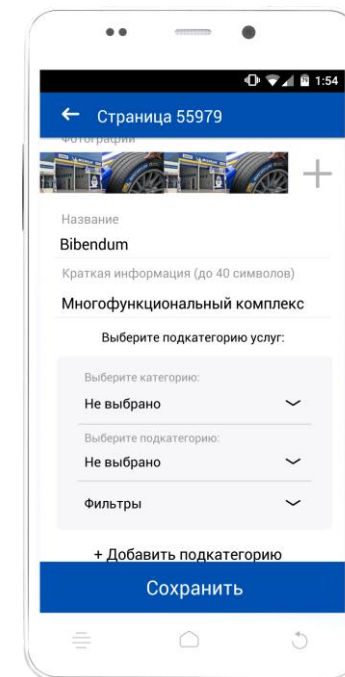 1:54
Страница 55979
Фотографии
Название
Bibendum
Краткая информация (до 40 символов)
Многофункциональный комплекс
Выберите подкатегорию услуг:
Выберите категорию:
Не выбрано
Выберите подкатегорию:
Не выбрано
Фильтры
+ Добавить подкатегорию
Сохранить